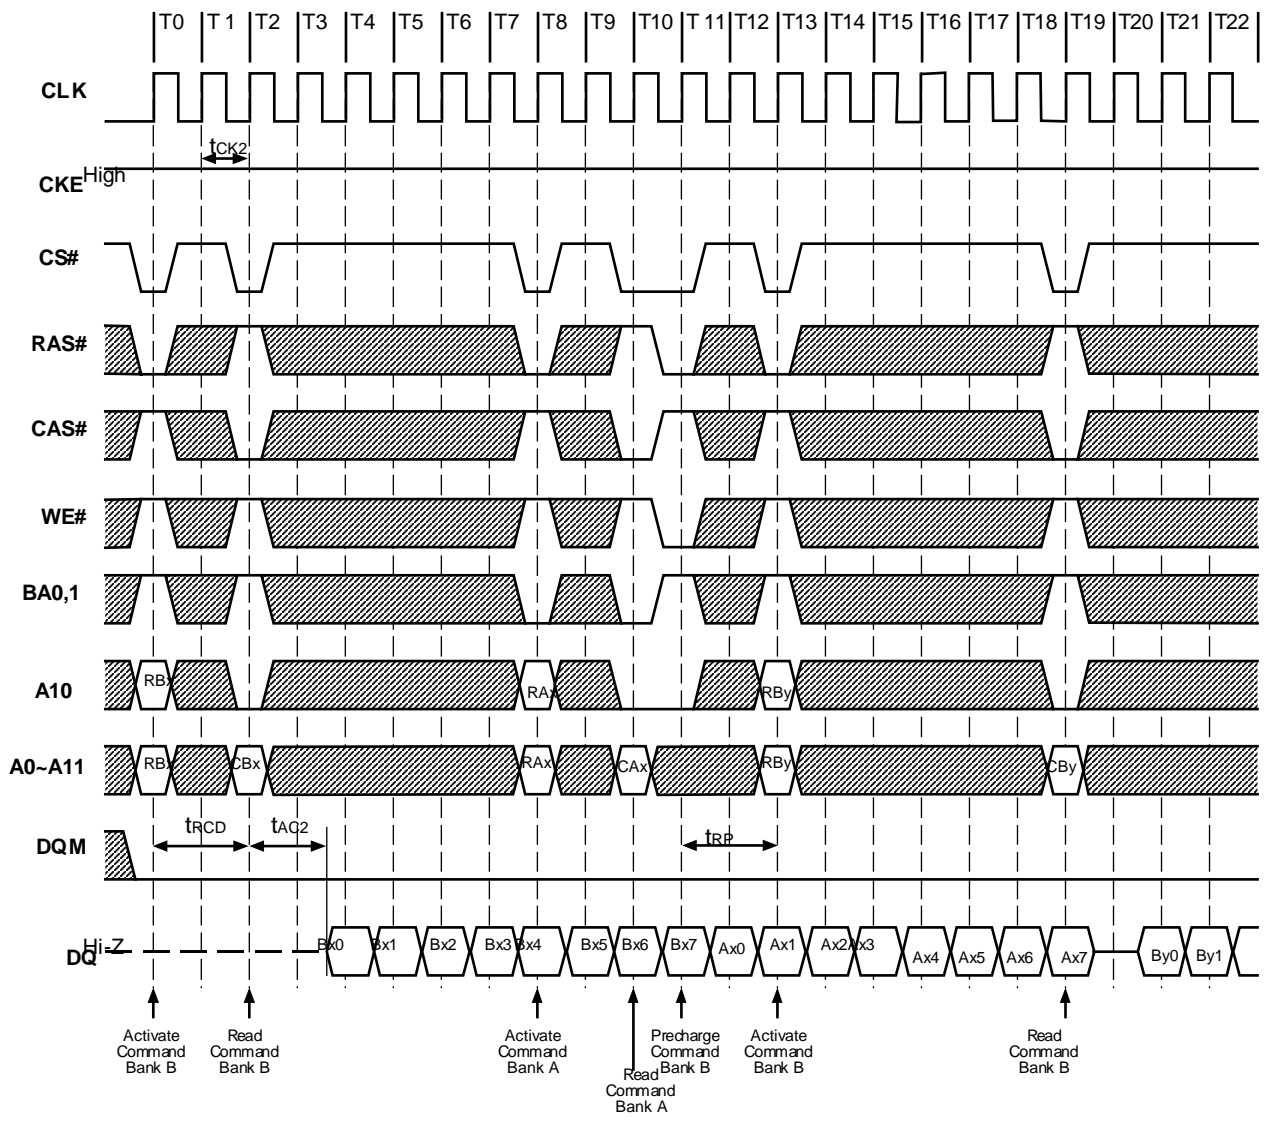 T0 T 1 T2 T3 T4 T5 T6 T7 T8 T9 T10 T 11 T12 T13 T14 T15 T16 T17 T18 T19 T20 T21 T22
CLK
tCK2
CKE High
CS#
RAS#
CAS#
WE#
BA0,1
A10 RBx RAx RBy
A0~A11 RBx CBx RAx CAx RBy CBy
DQM tRCD tAC2 tRP
DQ Hi-Z Bx0 Bx1 Bx2 Bx3 Bx4 Bx5 Bx6 Bx7 Ax0 Ax1 Ax2 Ax3 Ax4 Ax5 Ax6 Ax7 By0 By1
Activate
Command
Bank B
Read
Command
Bank B
Activate
Command
Bank A
Read
Command
Bank A
Precharge
Command
Bank B
Activate
Command
Bank B
Read
Command
Bank B